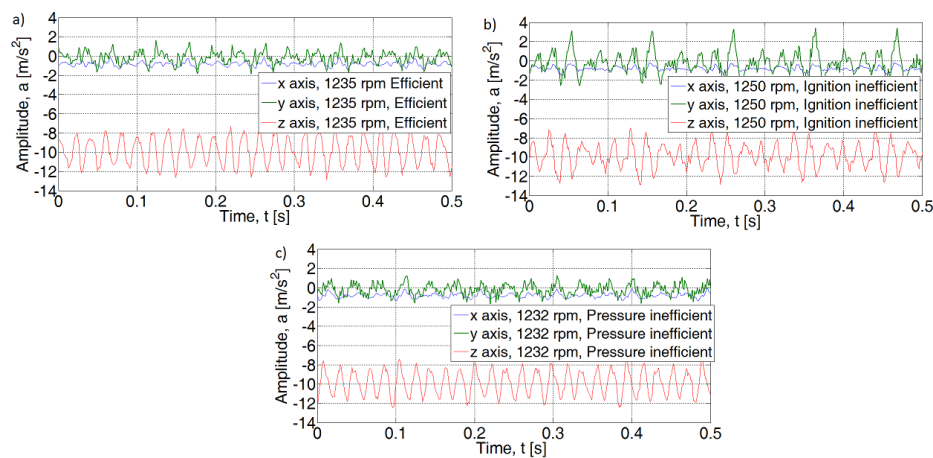 a)
Amplitude, a [m/s²]
4
2
0
-2
-4
-6
-8
-10
-12
-14
x axis, 1235 rpm Efficient
y axis, 1235 rpm Efficient
z axis, 1235 rpm Efficient
0 0.1 0.2 0.3 0.4 0.5
Time, t [s]
b)
Amplitude, a [m/s²]
4
2
0
-2
-4
-6
-8
-10
-12
-14
x axis, 1250 rpm, Ignition inefficient
y axis, 1250 rpm, Ignition inefficient
z axis, 1250 rpm, Ignition inefficient
0 0.1 0.2 0.3 0.4 0.5
Time, t [s]
c)
Amplitude, a [m/s²]
4
2
0
-2
-4
-6
-8
-10
-12
-14
x axis, 1232 rpm, Pressure inefficient
y axis, 1232 rpm, Pressure inefficient
z axis, 1232 rpm, Pressure inefficient
0 0.1 0.2 0.3 0.4 0.5
Time, t [s]